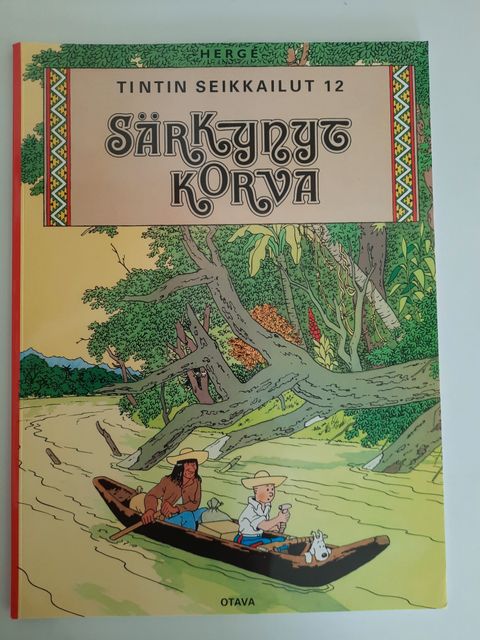 HERGÉ
TINTIN SEIKKAILUT 12
SÄRKYNYT
KORVA
OTAVA